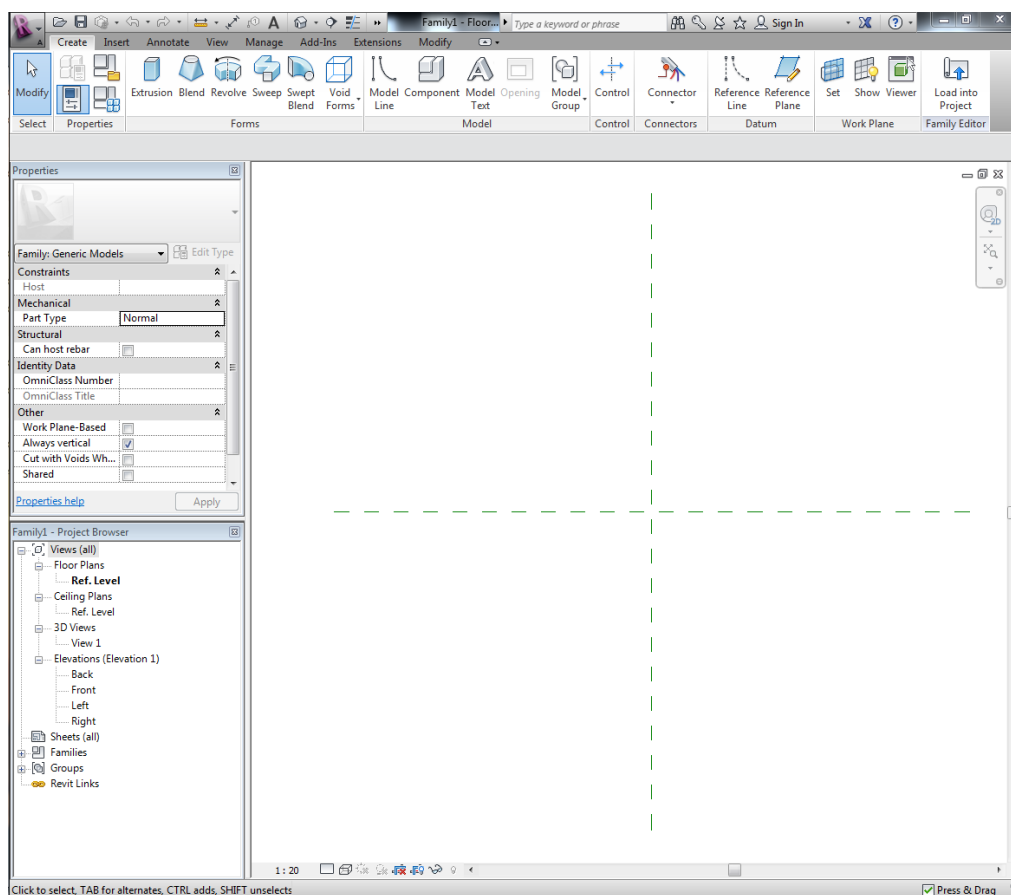 Family1 - Floor... Type a keyword or phrase Sign In
Create Insert Annotate View Manage Add-Ins Extensions Modify
Modify Extrusion Blend Revolve Sweep Swept Blend Void Forms Model Line Component Model Text Opening Model Group Control Connector Reference Line Reference Plane Set Show Viewer Load into Project
Select Properties Forms Model Control Connectors Datum Work Plane Family Editor
Properties
Family: Generic Models Edit Type
Constraints
Host
Mechanical
Part Type Normal
Structural
Can host rebar
Identity Data
OmniClass Number
OmniClass Title
Other
Work Plane-Based
Always vertical
Cut with Voids Wh...
Shared
Properties help Apply
Family1 - Project Browser
Views (all)
Floor Plans
Ref. Level
Ceiling Plans
Ref. Level
3D Views
View 1
Elevations (Elevation 1)
Back
Front
Left
Right
Sheets (all)
Families
Groups
Revit Links
2D
1 : 20
Click to select, TAB for alternates, CTRL adds, SHIFT unselects Press & Drag